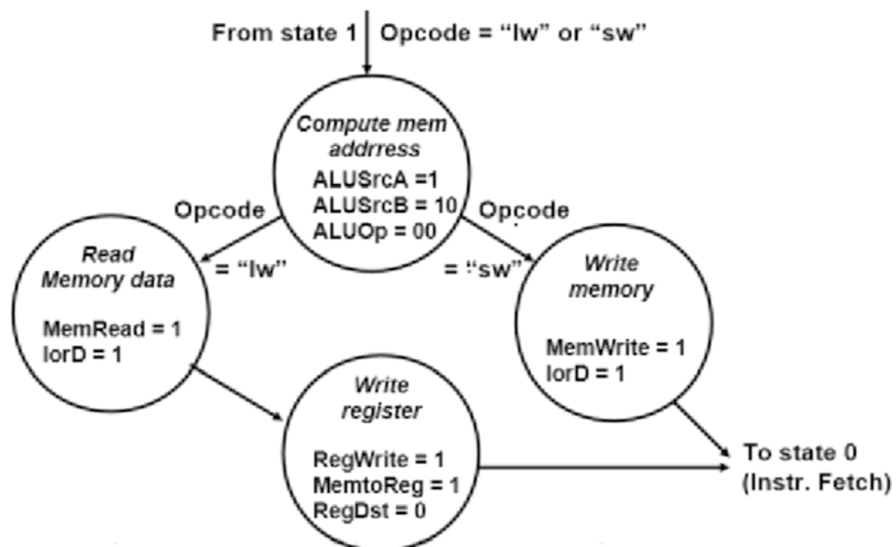 From state 1 Opcode = “lw” or “sw”
Compute mem
addrress
ALUSrcA =1
ALUSrcB = 10
ALUOp = 00
Opcode
= “lw”
Opcode
= “sw”
Read
Memory data
MemRead = 1
IorD = 1
Write
memory
MemWrite = 1
IorD = 1
Write
register
RegWrite = 1
MemtoReg = 1
RegDst = 0
To state 0
(Instr. Fetch)